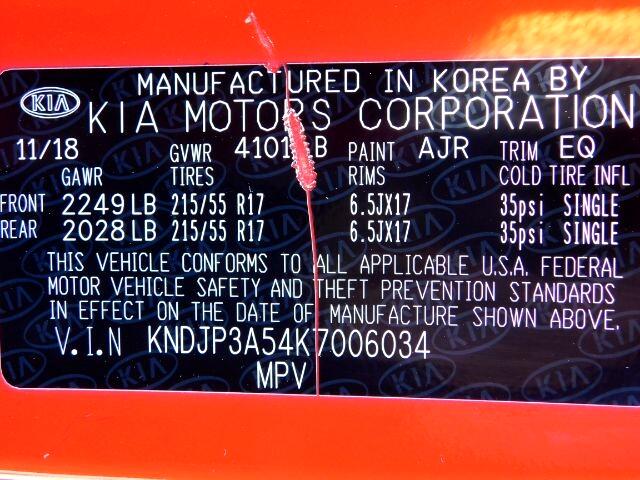 KIA MANUFACTURED IN KOREA BY
KIA MOTORS CORPORATION
11/18 GVWR PAINT AJR TRIM EQ
GAWR TIRES RIMS COLD TIRE INFL
FRONT 2249 LB 215/55 R17 6.5JX17 35psi SINGLE
REAR 2028 LB 215/55 R17 6.5JX17 35psi SINGLE
THIS VEHICLE CONFORMS TO ALL APPLICABLE U.S.A. FEDERAL
MOTOR VEHICLE SAFETY AND THEFT PREVENTION STANDARDS
IN EFFECT ON THE DATE OF MANUFACTURE SHOWN ABOVE.
V.I.N KNDJP3A54K7006034
MPV